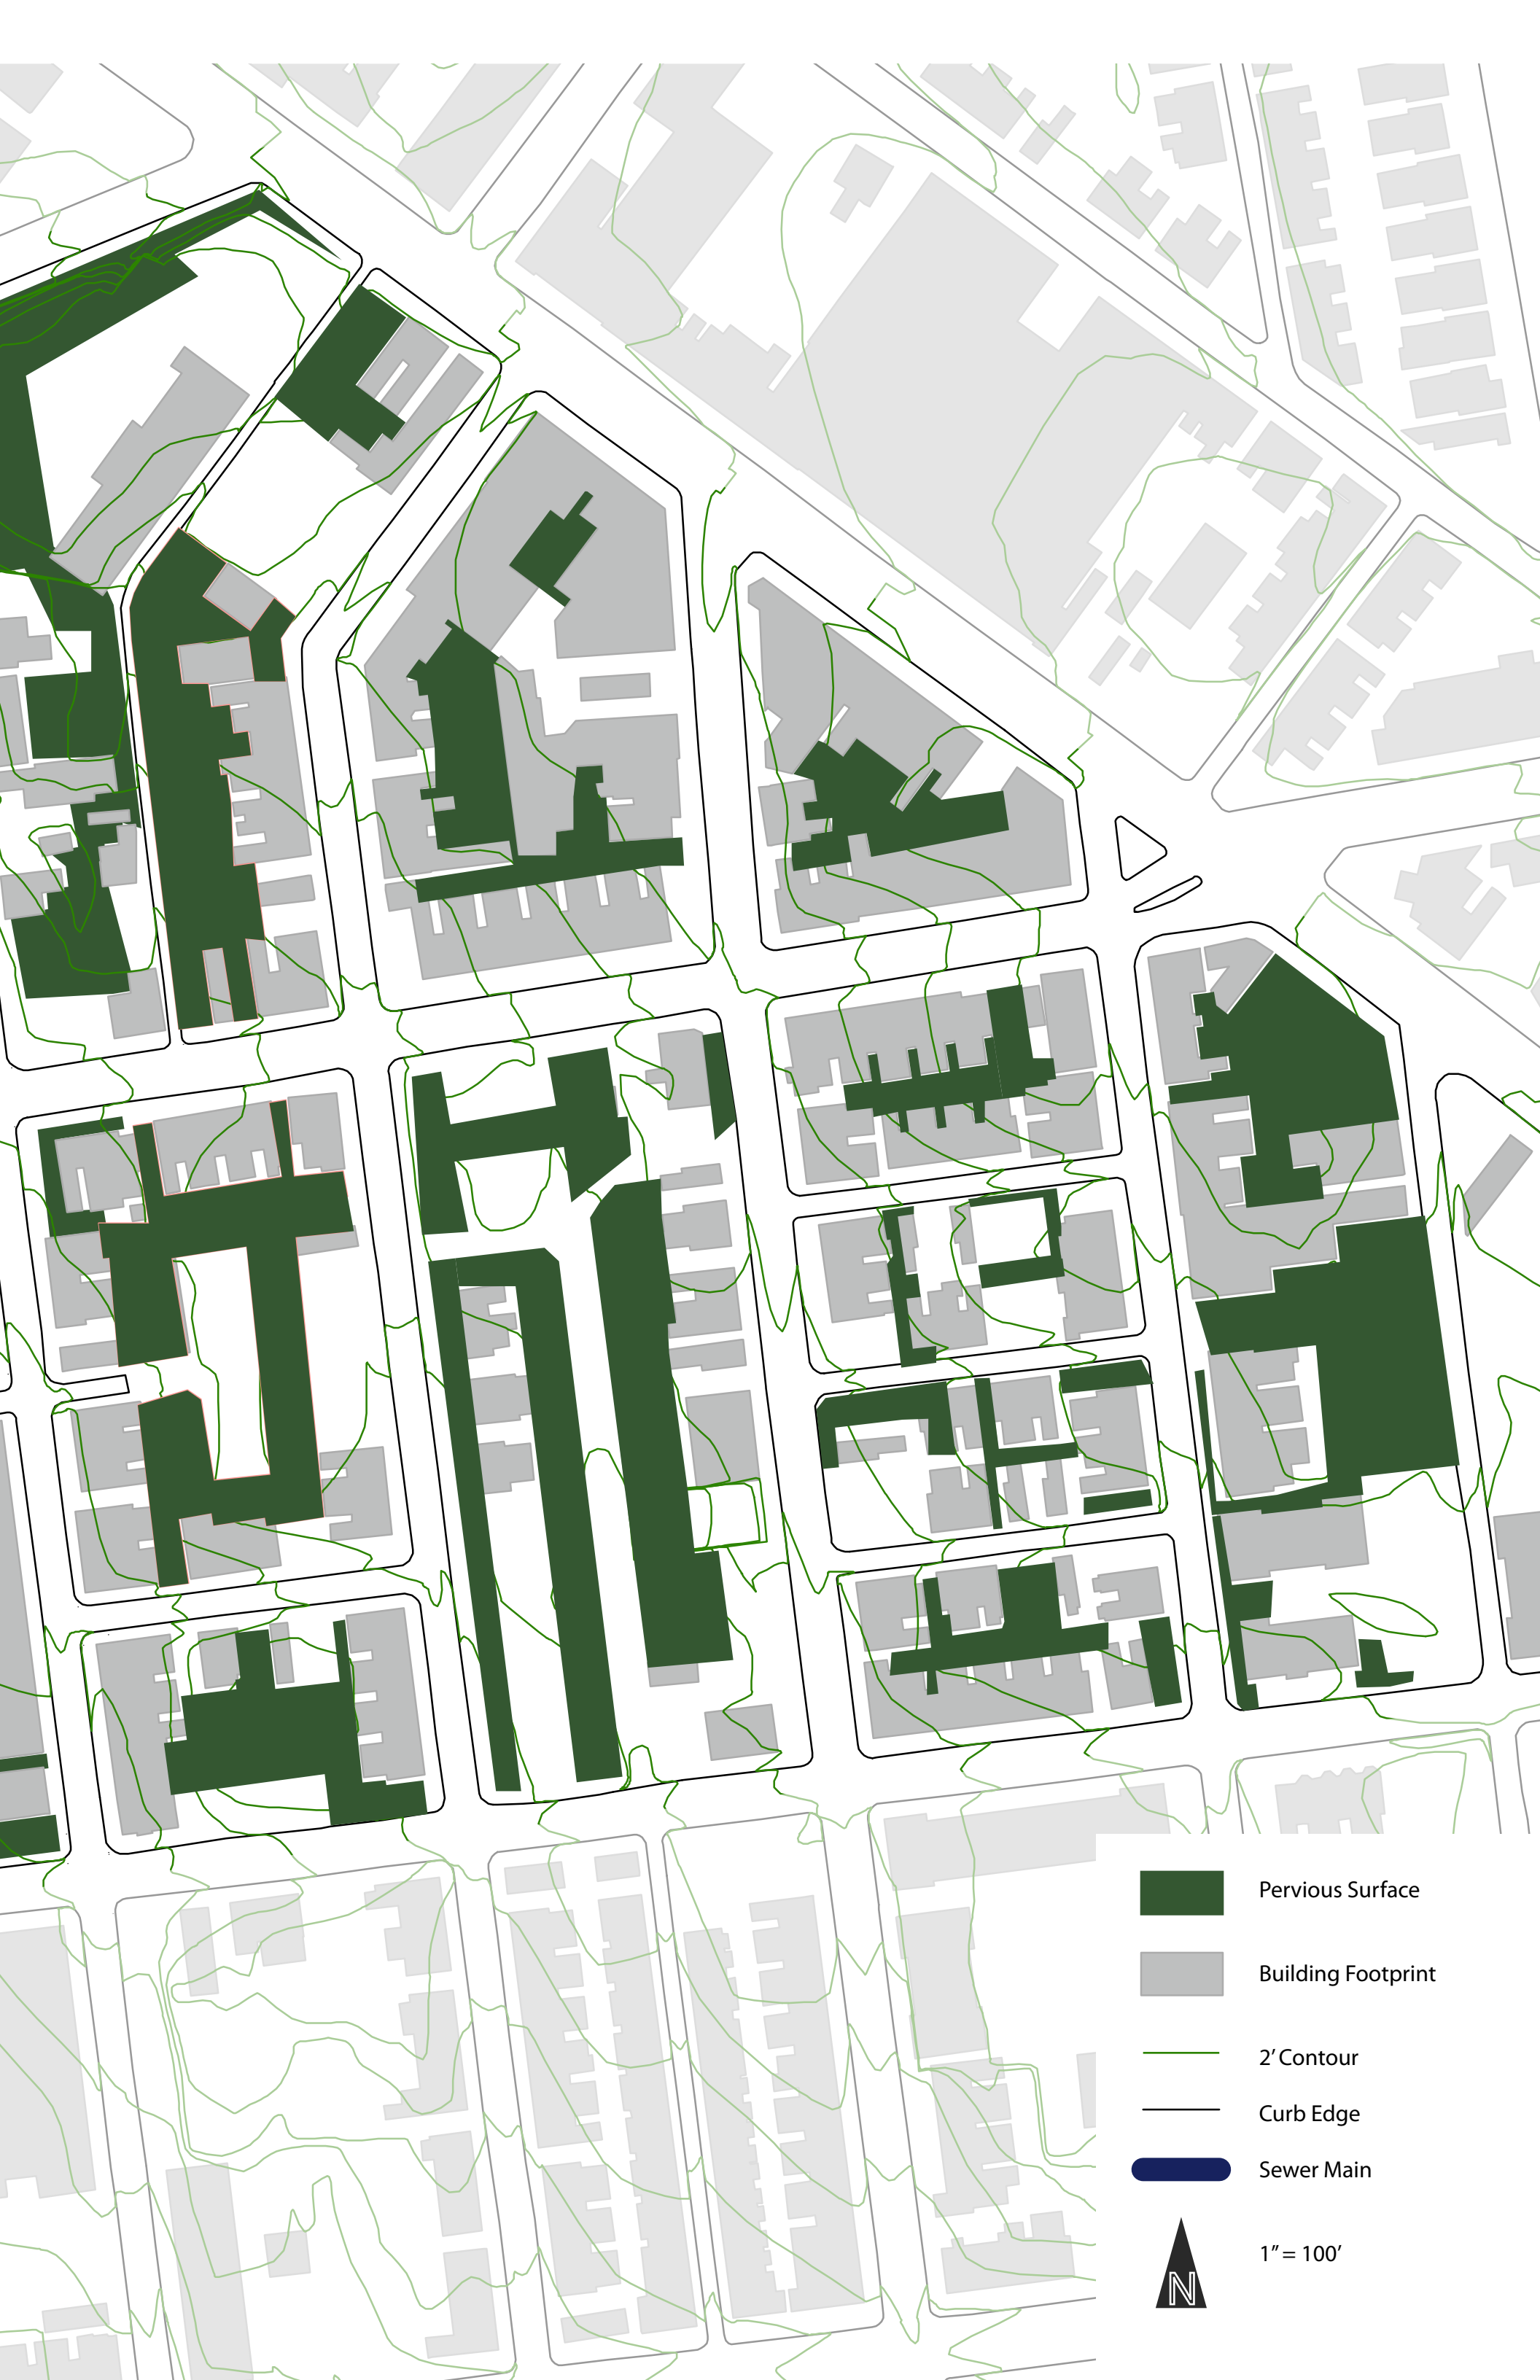 Pervious Surface
Building Footprint
2’ Contour
Curb Edge
Sewer Main
1” = 100’
N